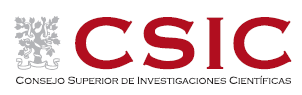 CSIC
CONSEJO SUPERIOR DE INVESTIGACIONES CIENTÍFICAS